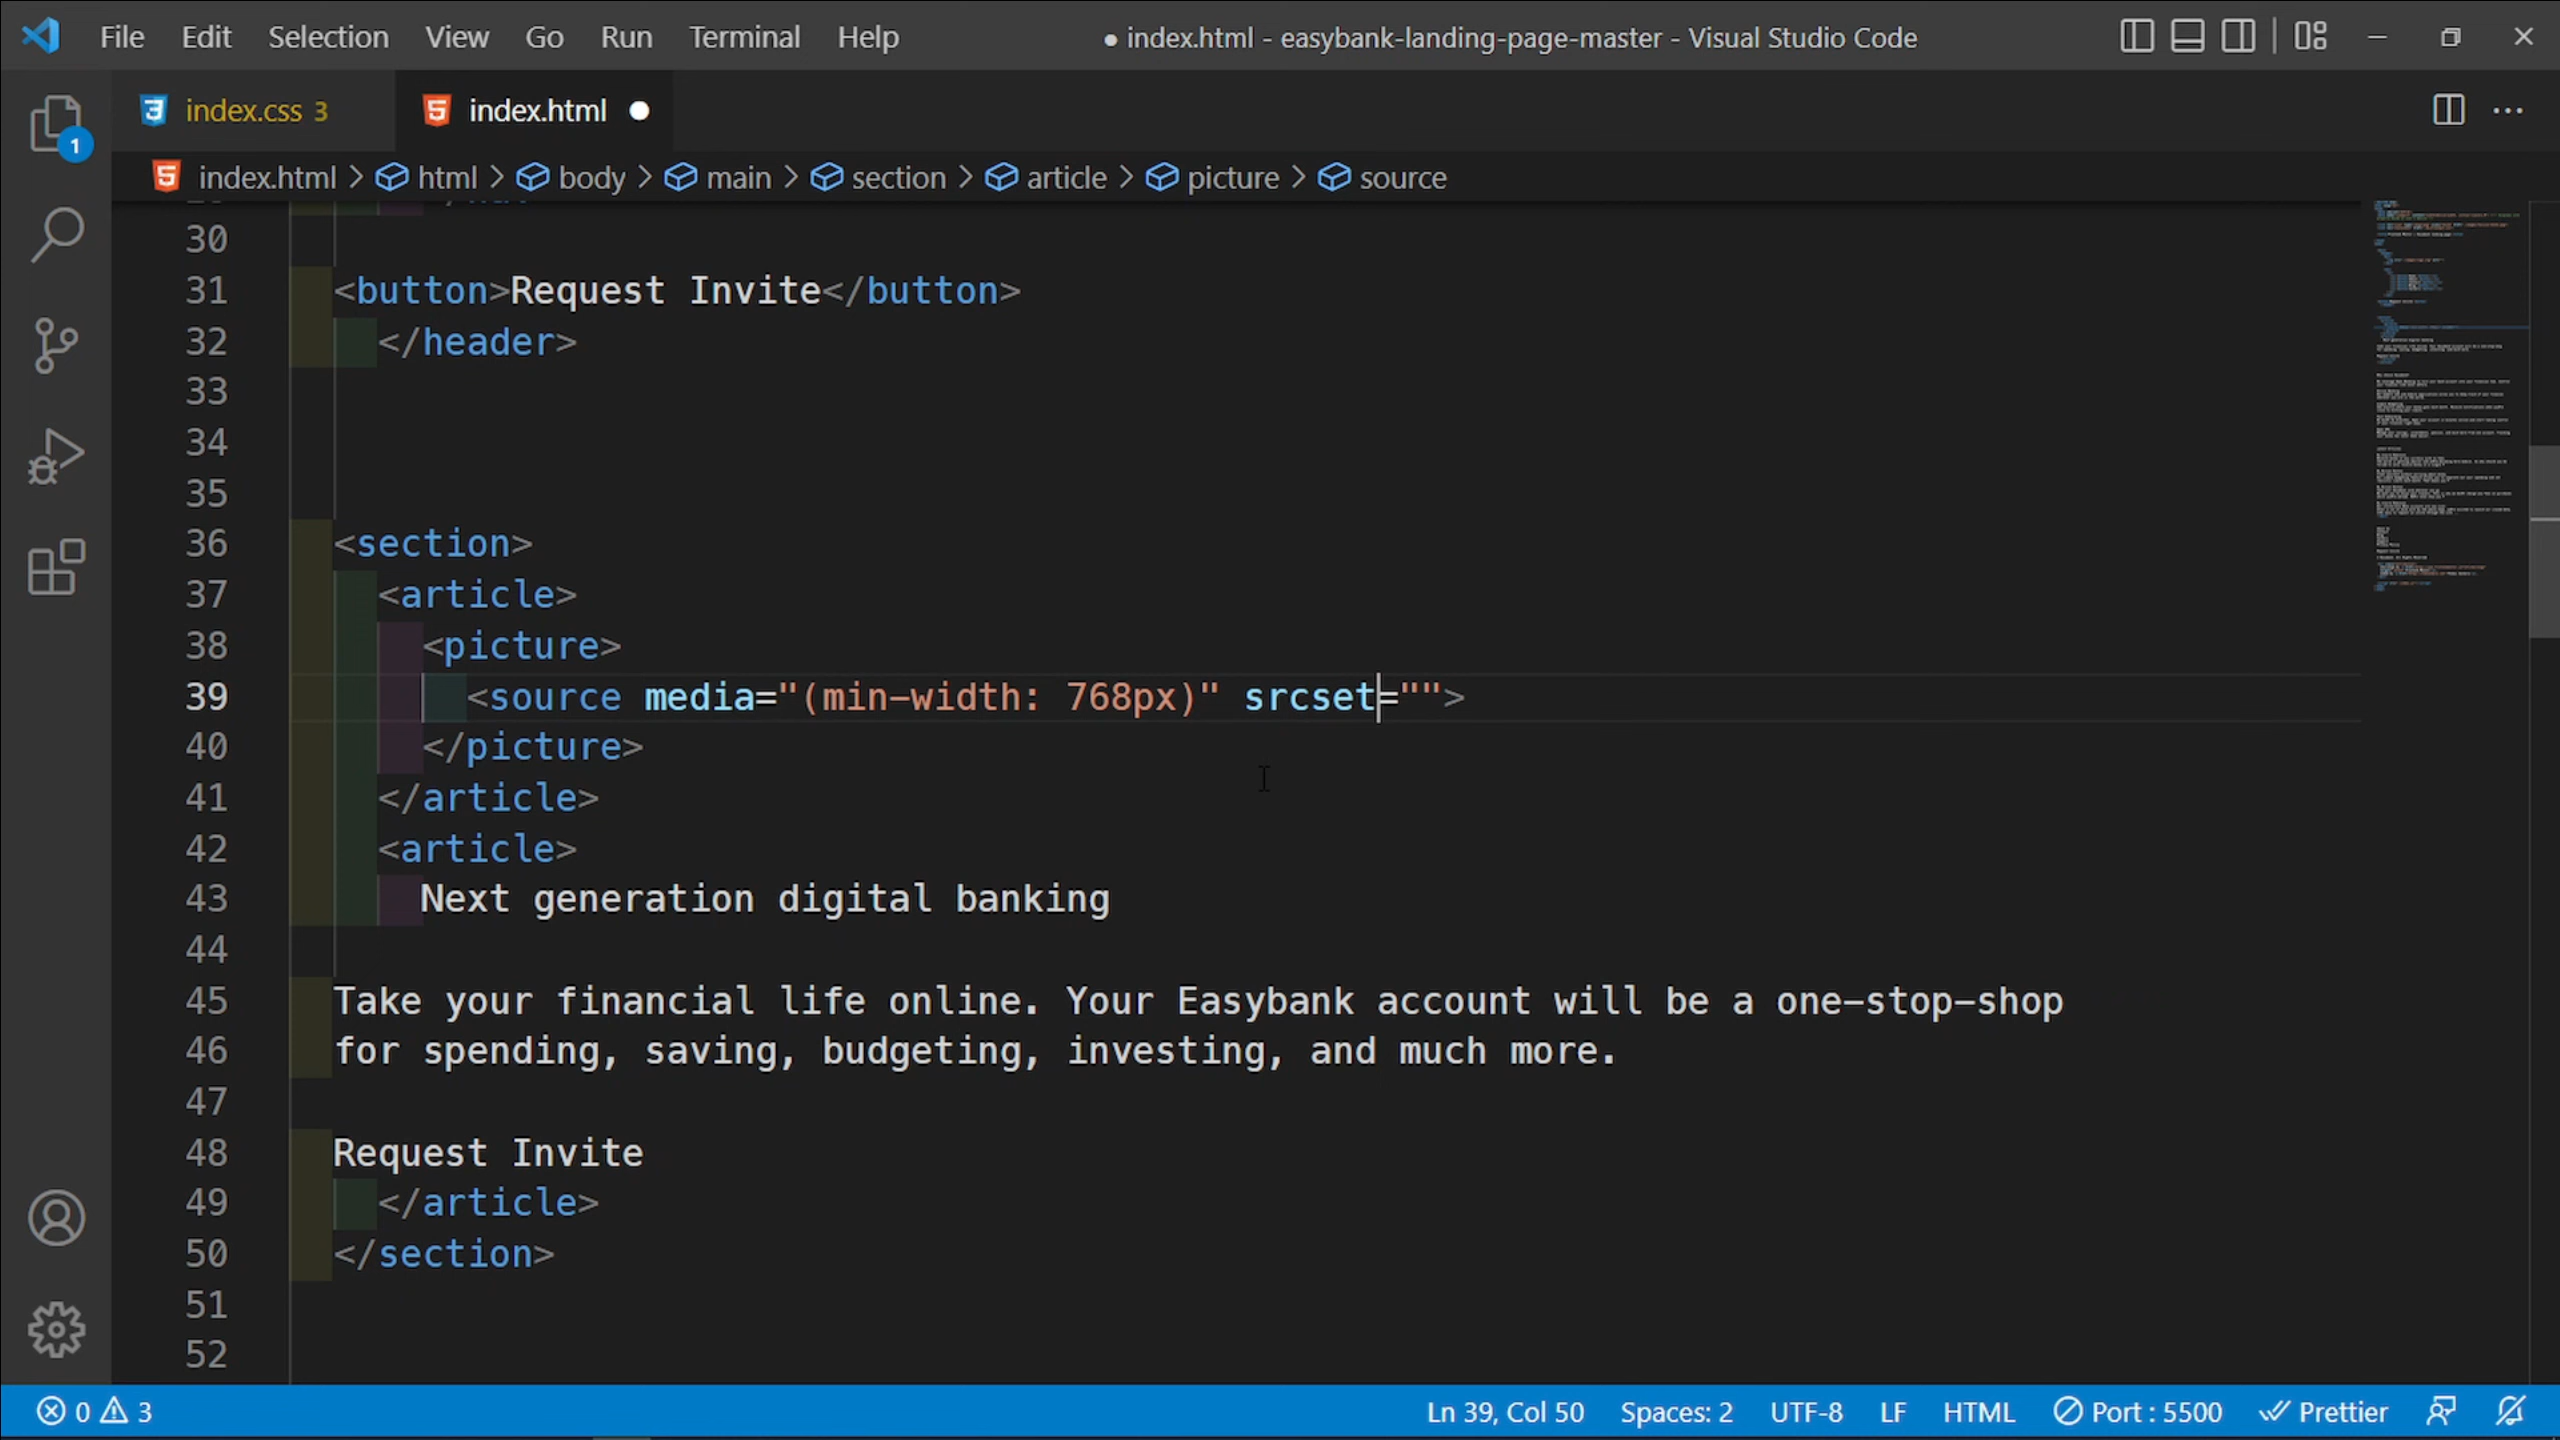 File Edit Selection View Go Run Terminal Help ● index.html - easybank-landing-page-master - Visual Studio Code
index.css 3 index.html ●
1
index.html > html > body > main > section > article > picture > source
30
31 <button>Request Invite</button>
32 </header>
33
34
35
36 <section>
37 <article>
38 <picture>
39 <source media="(min-width: 768px)" srcset="">
40 </picture>
41 </article>
42 <article>
43 Next generation digital banking
44
45 Take your financial life online. Your Easybank account will be a one-stop-shop
46 for spending, saving, budgeting, investing, and much more.
47
48 Request Invite
49 </article>
50 </section>
51
52
0 3 Ln 39, Col 50 Spaces: 2 UTF-8 LF HTML Port : 5500 Prettier